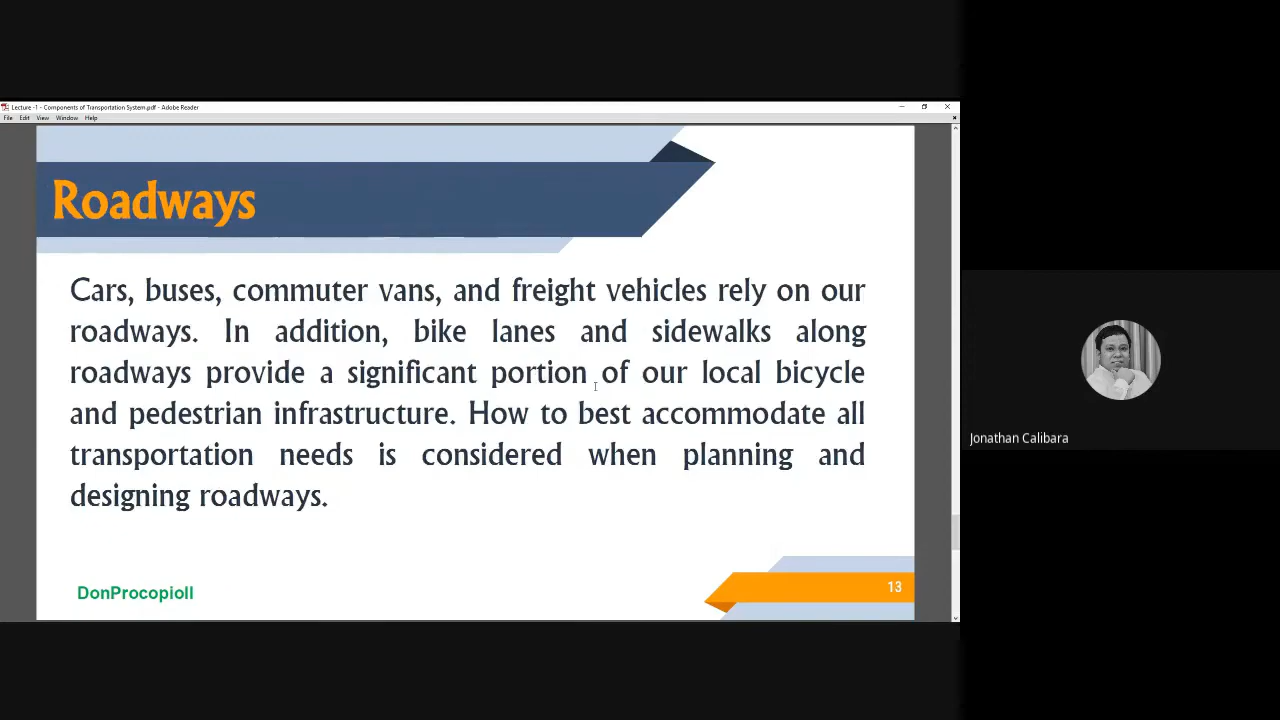 Lecture -1 - Components of Transportation System.pdf - Adobe Reader
File Edit View Window Help
Roadways
Cars, buses, commuter vans, and freight vehicles rely on our
roadways. In addition, bike lanes and sidewalks along
roadways provide a significant portion of our local bicycle
and pedestrian infrastructure. How to best accommodate all
transportation needs is considered when planning and
designing roadways.
DonProcopioII
13
Jonathan Calibara